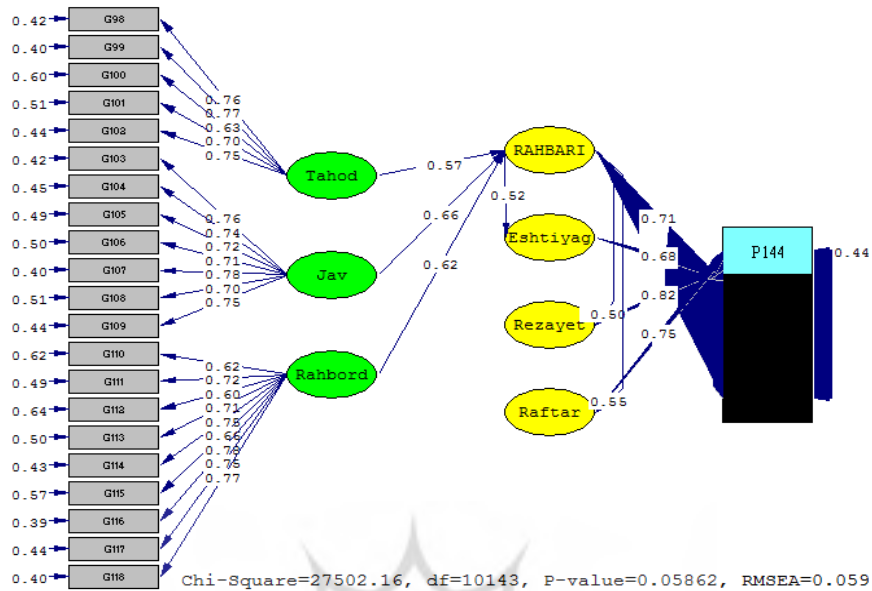 0.42 G98
0.40 G99
0.60 G100
0.51 G101
0.44 G102
0.42 G103
0.45 G104
0.49 G105
0.50 G106
0.40 G107
0.51 G108
0.44 G109
0.62 G110
0.49 G111
0.64 G112
0.50 G113
0.43 G114
0.57 G115
0.39 G116
0.44 G117
0.40 G118
0.76
0.77
0.63
0.70
0.75
0.76
0.74
0.72
0.71
0.78
0.70
0.75
0.62
0.72
0.60
0.71
0.75
0.66
0.75
0.77
Tahod
Jav
Rahbord
0.57
0.66
0.62
RAHBARI
0.52
Eshtiyag
Rezayet
0.50
Raftar
0.55
0.71
0.68
0.82
0.75
P144
0.44
Chi-Square=27502.16, df=10143, P-value=0.05862, RMSEA=0.059